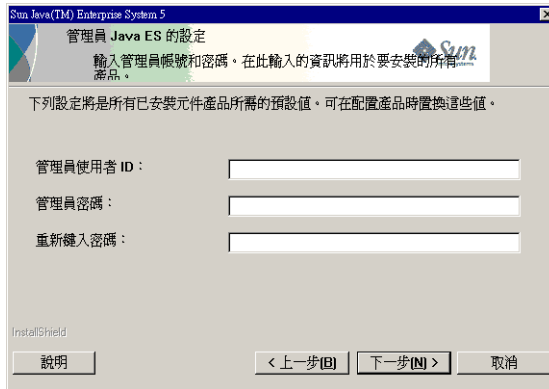 Sun Java(TM) Enterprise System 5
管理員 Java ES 的設定
輸入管理員帳號和密碼。在此輸入的資訊將用於要安裝的所有
產品。
Sun
下列設定將是所有已安裝元件產品所需的預設值。可在配置產品時置換這些值。
管理員使用者 ID：
管理員密碼：
重新鍵入密碼：
InstallShield
說明
< 上一步(B)
下一步(N) >
取消